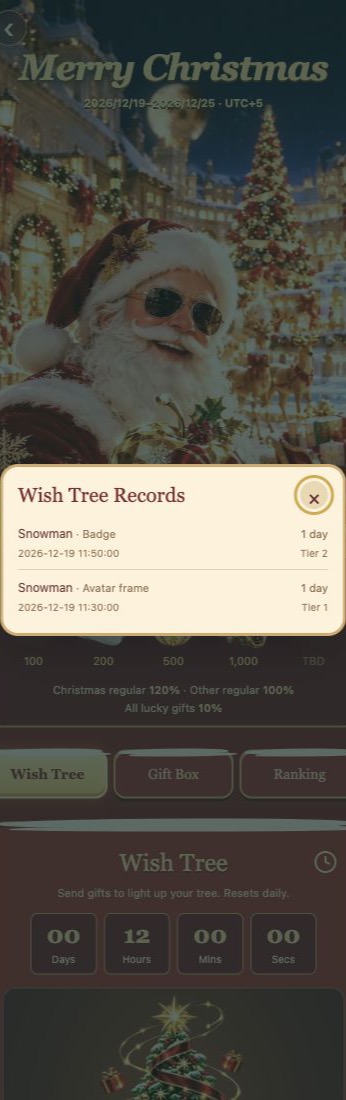 Merry Christmas
2026/12/19–2026/12/25 · UTC+5
Wish Tree Records
×
Snowman · Badge 1 day
2026-12-19 11:50:00 Tier 2
Snowman · Avatar frame 1 day
2026-12-19 11:30:00 Tier 1
100 200 500 1,000 TBD
Christmas regular 120% · Other regular 100%
All lucky gifts 10%
Wish Tree Gift Box Ranking
Wish Tree
Send gifts to light up your tree. Resets daily.
00 12 00 00
Days Hours Mins Secs